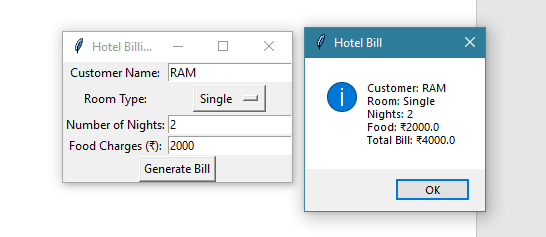 Hotel Billi...
Customer Name: RAM
Room Type: Single
Number of Nights: 2
Food Charges (₹): 2000
Generate Bill
Hotel Bill
Customer: RAM
Room: Single
Nights: 2
Food: ₹2000.0
Total Bill: ₹4000.0
OK